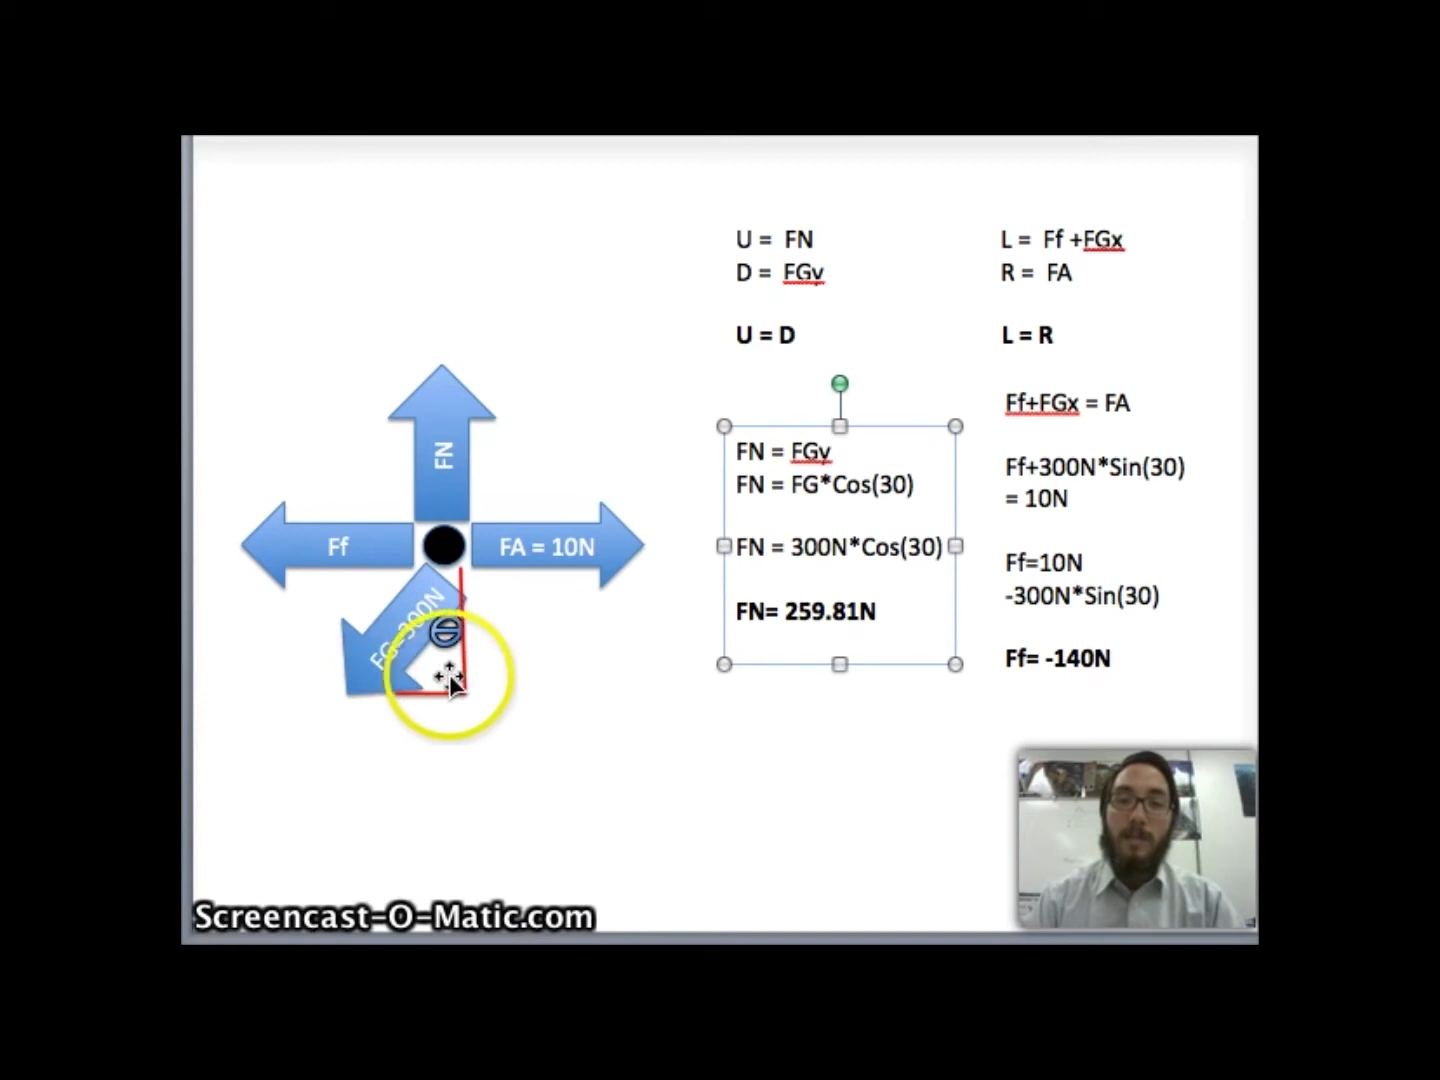 U = FN
D = FGy
U = D
L = Ff +FGx
R = FA
L = R
FN
Ff
FA = 10N
FG=300N
FN = FGy
FN = FG*Cos(30)
FN = 300N*Cos(30)
FN= 259.81N
Ff+FGx = FA
Ff+300N*Sin(30)
= 10N
Ff=10N
-300N*Sin(30)
Ff= -140N
Screencast-O-Matic.com